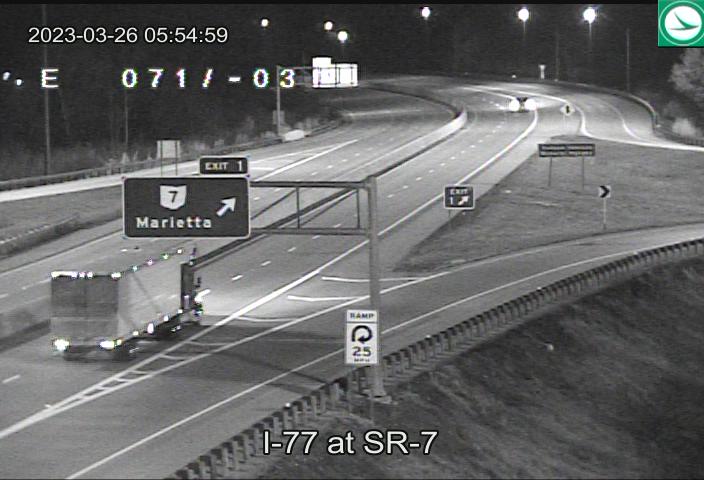 2023-03-26 05:54:59
E 071/-03
EXIT 1
7
Marietta
EXIT
1
RAMP
25
MPH
I-77 at SR-7